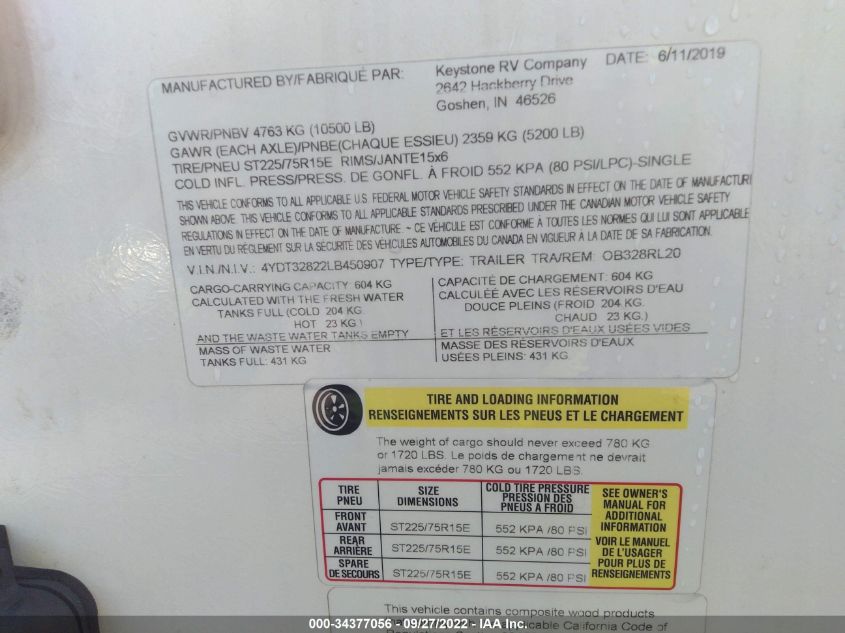 MANUFACTURED BY/FABRIQUÉ PAR: Keystone RV Company DATE: 6/11/2019
2642 Hackberry Drive
Goshen, IN 46526
GVWR/PNBV 4763 KG (10500 LB)
GAWR (EACH AXLE)/PNBE(CHAQUE ESSIEU) 2359 KG (5200 LB)
TIRE/PNEU ST225/75R15E RIMS/JANTE15x6
COLD INFL. PRESS/PRESS. DE GONFL. À FROID 552 KPA (80 PSI/LPC)-SINGLE
THIS VEHICLE CONFORMS TO ALL APPLICABLE U.S. FEDERAL MOTOR VEHICLE SAFETY STANDARDS IN EFFECT ON THE DATE OF MANUFACTUR
SHOWN ABOVE. THIS VEHICLE CONFORMS TO ALL APPLICABLE STANDARDS PRESCRIBED UNDER THE CANADIAN MOTOR VEHICLE SAFETY
REGULATIONS IN EFFECT ON THE DATE OF MANUFACTURE. ~ CE VÉHICULE EST CONFORME À TOUTES LES NORMES QUI LUI SONT APPLICABLE
EN VERTU DU RÈGLEMENT SUR LA SÉCURITÉ DES VÉHICULES AUTOMOBILES DU CANADA EN VIGUEUR À LA DATE DE SA FABRICATION.
V.I.N./N.I.V.: 4YDT32822LB450907 TYPE/TYPE: TRAILER TRA/REM: OB328RL20
CARGO-CARRYING CAPACITY: 604 KG
CALCULATED WITH THE FRESH WATER
TANKS FULL (COLD 204 KG.
HOT 23 KG.)
AND THE WASTE WATER TANKS EMPTY
MASS OF WASTE WATER
TANKS FULL: 431 KG
CAPACITÉ DE CHARGEMENT: 604 KG
CALCULÉE AVEC LES RÉSERVOIRS D'EAU
DOUCE PLEINS (FROID 204 KG.
CHAUD 23 KG.)
ET LES RÉSERVOIRS D'EAUX USÉES VIDES
MASSE DES RÉSERVOIRS D'EAUX
USÉES PLEINS: 431 KG
TIRE AND LOADING INFORMATION
RENSEIGNEMENTS SUR LES PNEUS ET LE CHARGEMENT
The weight of cargo should never exceed 780 KG
or 1720 LBS. Le poids de chargement ne devrait
jamais excéder 780 KG ou 1720 LBS.
TIRE
PNEU
SIZE
DIMENSIONS
COLD TIRE PRESSURE
PRESSION DES
PNEUS A FROID
FRONT
AVANT
ST225/75R15E
552 KPA /80 PSI
REAR
ARRIÈRE
ST225/75R15E
552 KPA /80 PSI
SPARE
DE SECOURS
ST225/75R15E
552 KPA /80 PSI
SEE OWNER'S
MANUAL FOR
ADDITIONAL
INFORMATION
VOIR LE MANUEL
DE L'USAGER
POUR PLUS DE
RENSEIGNEMENTS
This vehicle contains composite wood products
California Code of
000-34377056 - 09/27/2022 - IAA Inc.